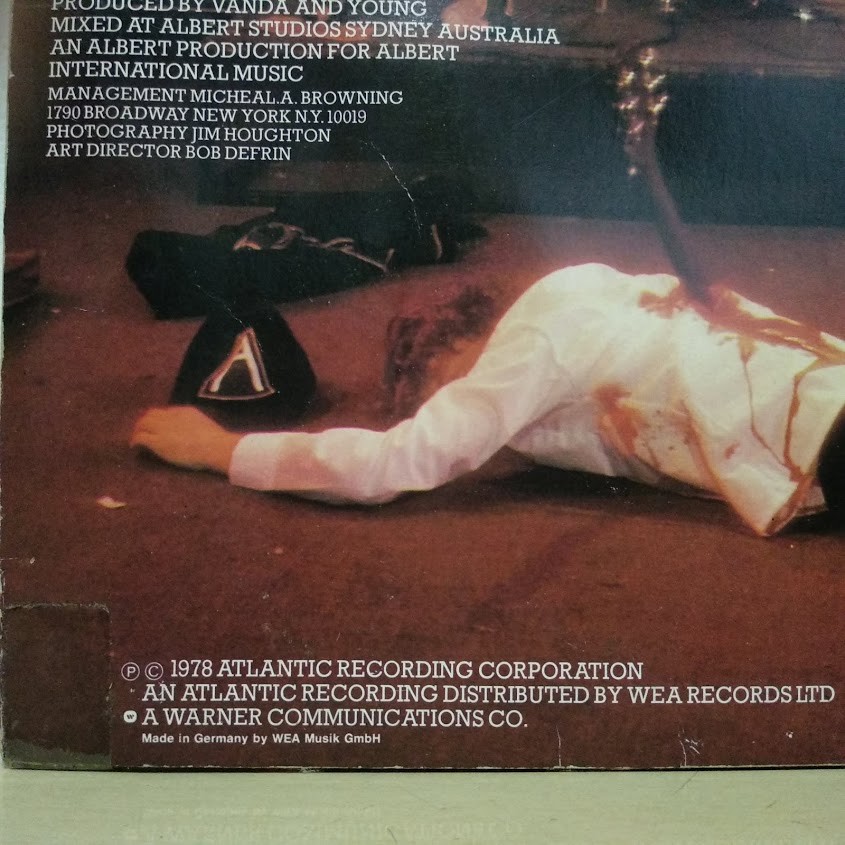 PRODUCED BY VANDA AND YOUNG
MIXED AT ALBERT STUDIOS SYDNEY AUSTRALIA
AN ALBERT PRODUCTION FOR ALBERT
INTERNATIONAL MUSIC
MANAGEMENT MICHEAL.A. BROWNING
1790 BROADWAY NEW YORK N.Y. 10019
PHOTOGRAPHY JIM HOUGHTON
ART DIRECTOR BOB DEFRIN
A
Ⓟ Ⓒ 1978 ATLANTIC RECORDING CORPORATION
AN ATLANTIC RECORDING DISTRIBUTED BY WEA RECORDS LTD
W A WARNER COMMUNICATIONS CO.
Made in Germany by WEA Musik GmbH